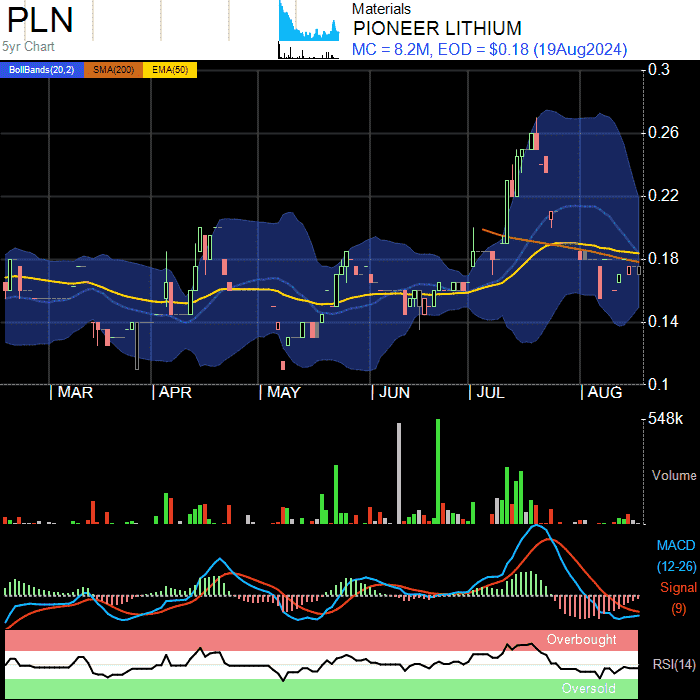 PLN
5yr Chart
Materials
PIONEER LITHIUM
MC = 8.2M, EOD = $0.18 (19Aug2024)
BollBands(20,2) SMA(200) EMA(50)
0.3
0.26
0.22
0.18
0.14
0.1
MAR APR MAY JUN JUL AUG
548k
Volume
MACD
(12-26)
Signal
(9)
Overbought
RSI(14)
Oversold